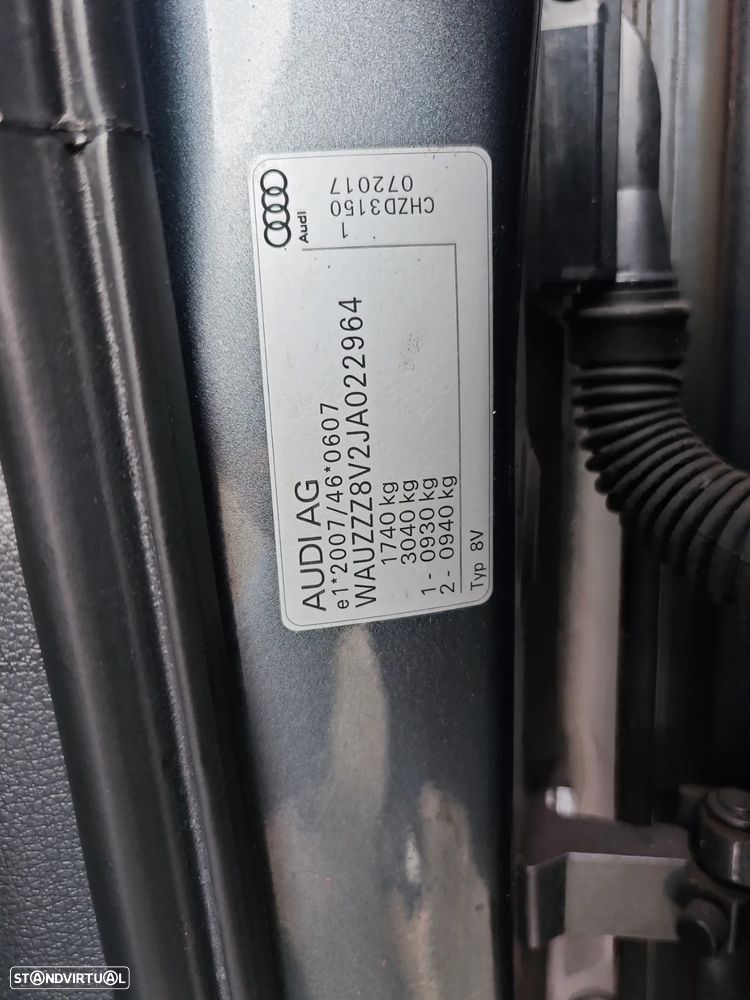 AUDI AG
e1*2007/46*0607
WAUZZZ8V2JA022964
1740 kg
3040 kg
1 - 0930 kg
2 - 0940 kg
Typ 8V
Audi
1
CHZD3150
072017
STANDVIRTUAL